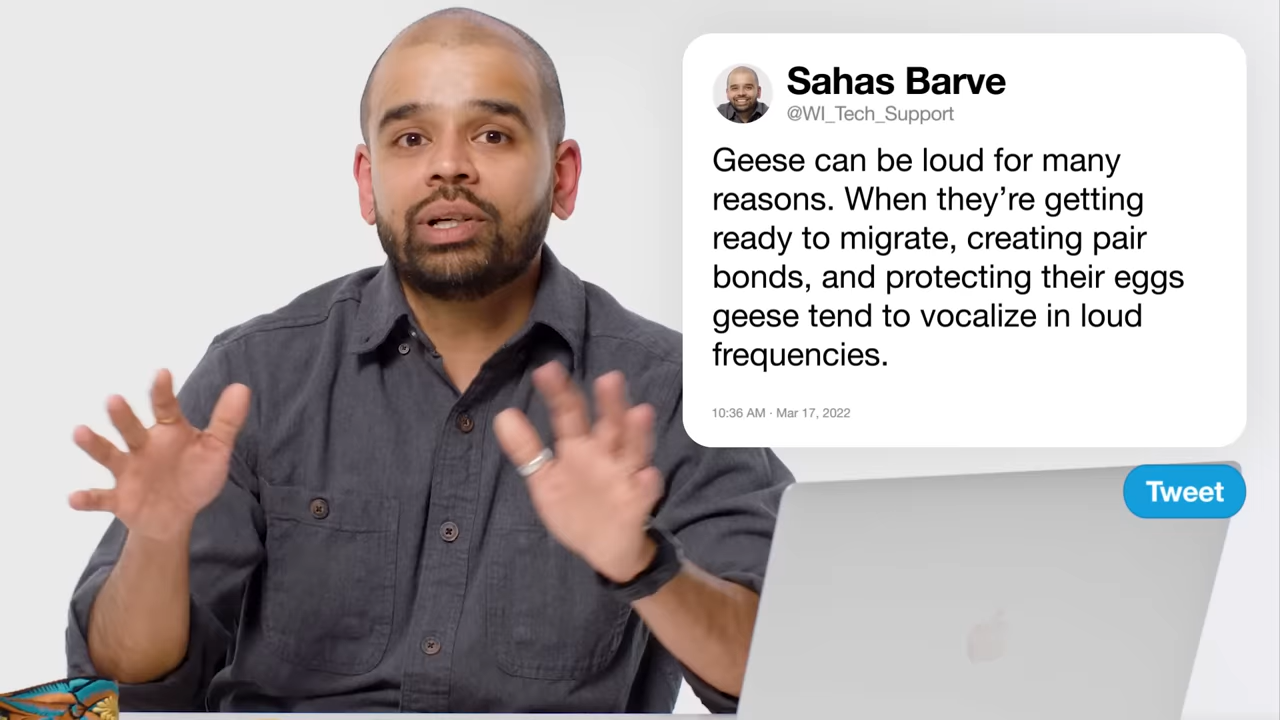 Sahas Barve
@WI_Tech_Support
Geese can be loud for many
reasons. When they’re getting
ready to migrate, creating pair
bonds, and protecting their eggs
geese tend to vocalize in loud
frequencies.
10:36 AM · Mar 17, 2022
Tweet